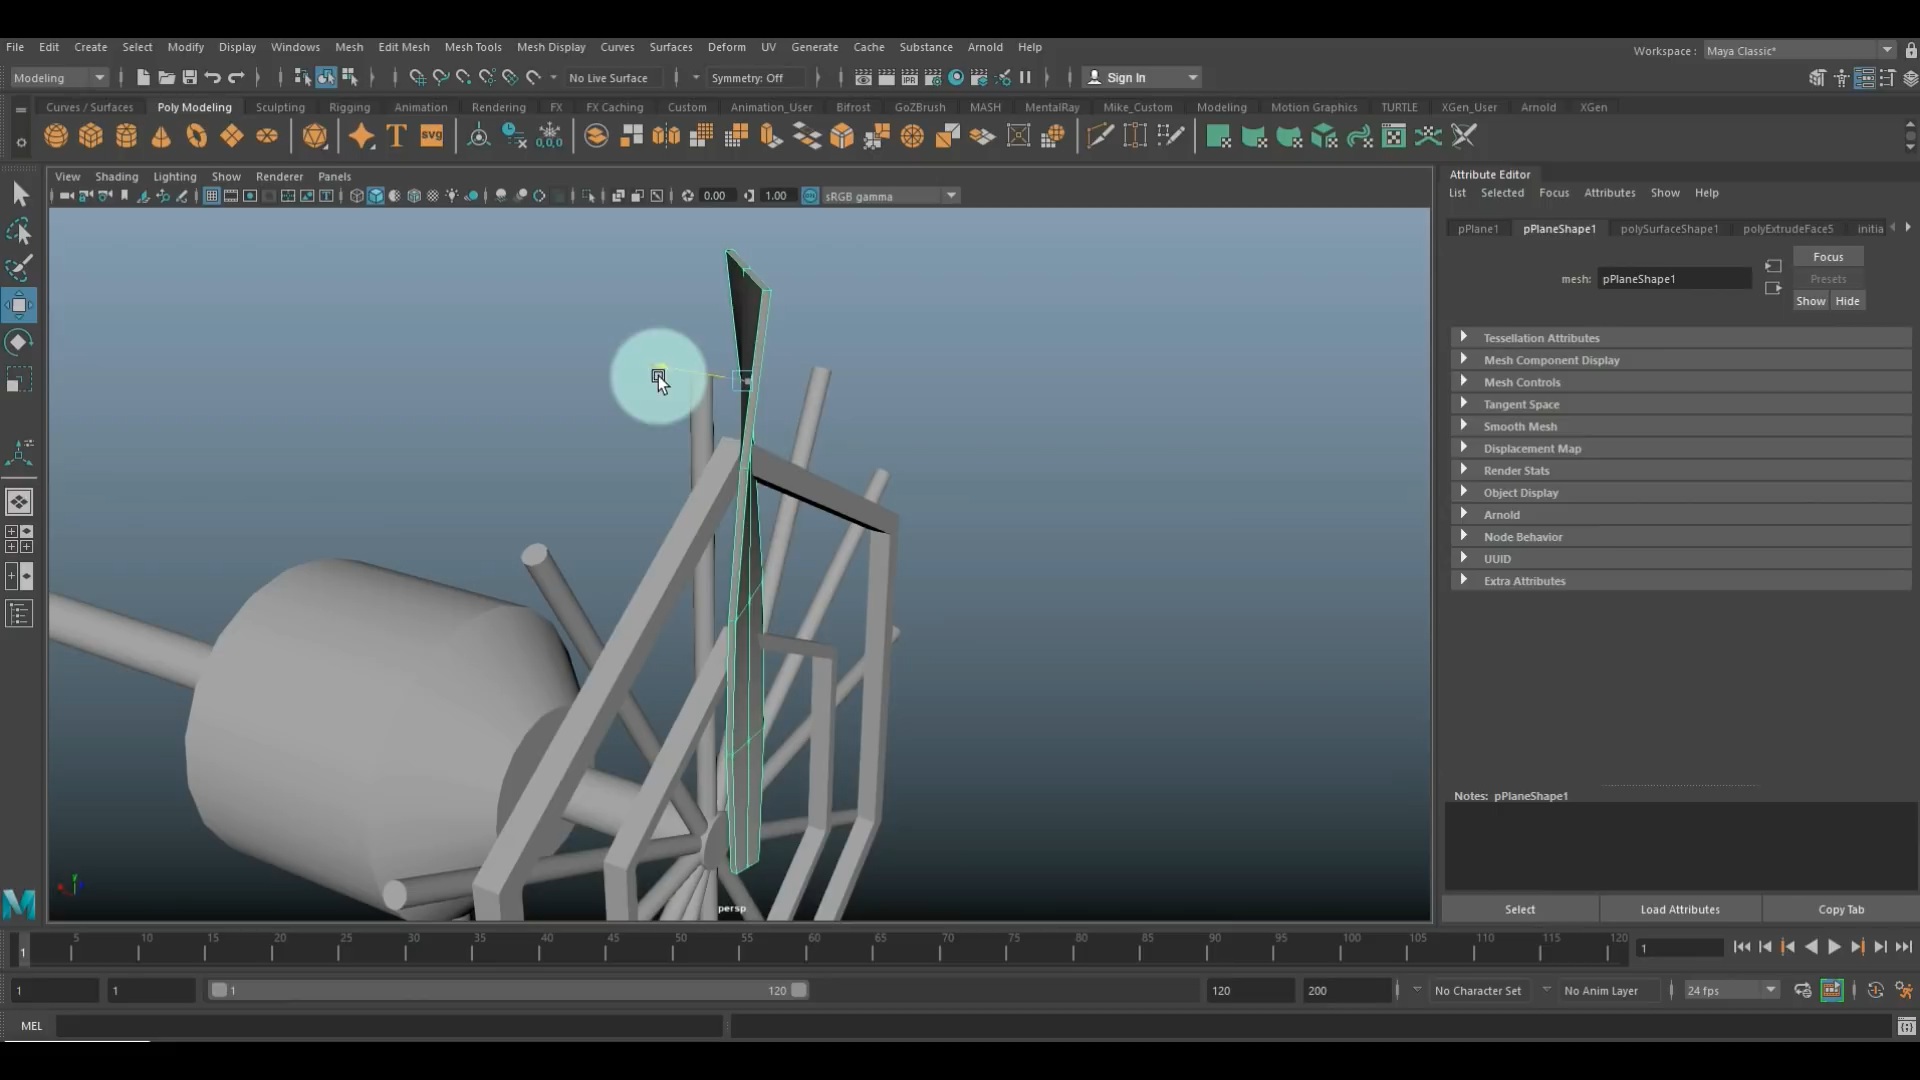 File Edit Create Select Modify Display Windows Mesh Edit Mesh Mesh Tools Mesh Display Curves Surfaces Deform UV Generate Cache Substance Arnold Help
Workspace : Maya Classic*
Modeling No Live Surface Symmetry: Off Sign In
Curves / Surfaces Poly Modeling Sculpting Rigging Animation Rendering FX FX Caching Custom Animation_User Bifrost GoZBrush MASH MentalRay Mike_Custom Modeling Motion Graphics TURTLE XGen_User Arnold XGen
T SVG 0,0,0
IPR
View Shading Lighting Show Renderer Panels
0.00 1.00 sRGB gamma
persp
Attribute Editor
List Selected Focus Attributes Show Help
pPlane1 pPlaneShape1 polySurfaceShape1 polyExtrudeFace5 initia
Focus
mesh: pPlaneShape1
Presets
Show Hide
Tessellation Attributes
Mesh Component Display
Mesh Controls
Tangent Space
Smooth Mesh
Displacement Map
Render Stats
Object Display
Arnold
Node Behavior
UUID
Extra Attributes
Notes: pPlaneShape1
Select Load Attributes Copy Tab
1 5 10 15 20 25 30 35 40 45 50 55 60 65 70 75 80 85 90 95 100 105 110 115 120 1
1 1 1 120 120 200 No Character Set No Anim Layer 24 fps
MEL